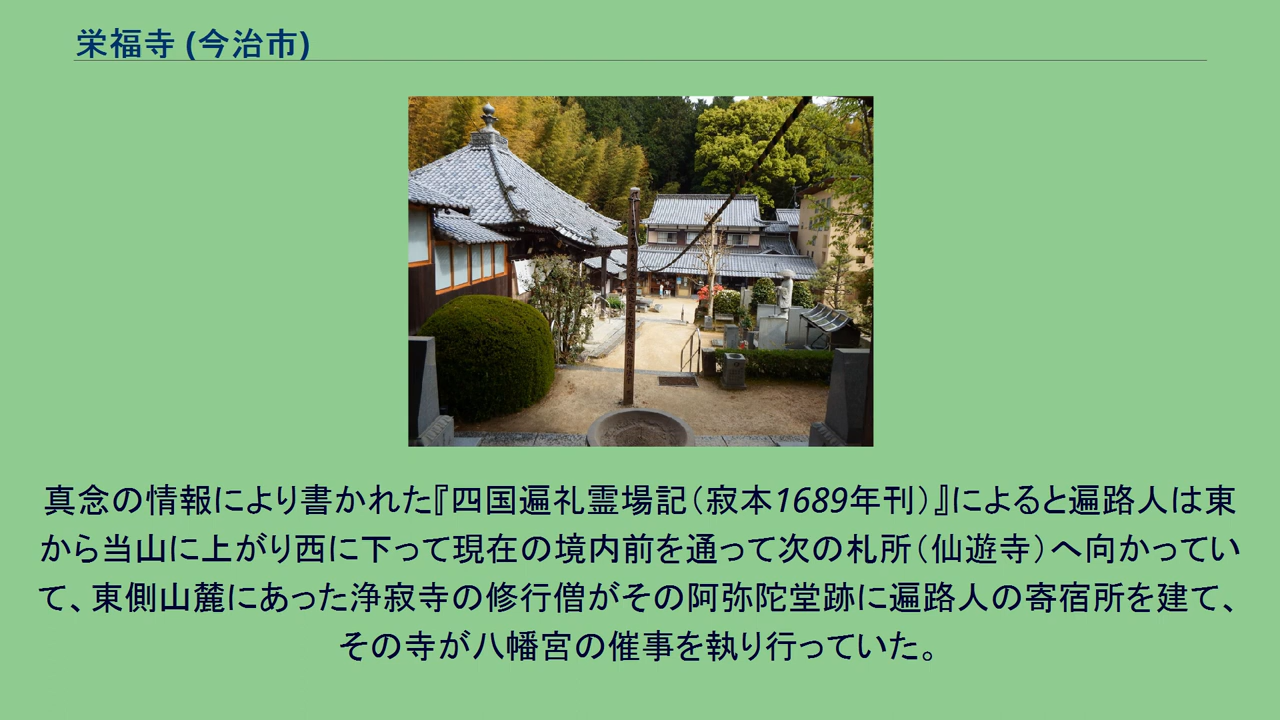 栄福寺 (今治市)
真念の情報により書かれた『四国遍礼霊場記（寂本1689年刊）』によると遍路人は東
から当山に上がり西に下って現在の境内前を通って次の札所（仙遊寺）へ向かってい
て、東側山麓にあった浄寂寺の修行僧がその阿弥陀堂跡に遍路人の寄宿所を建て、
その寺が八幡宮の催事を執り行っていた。